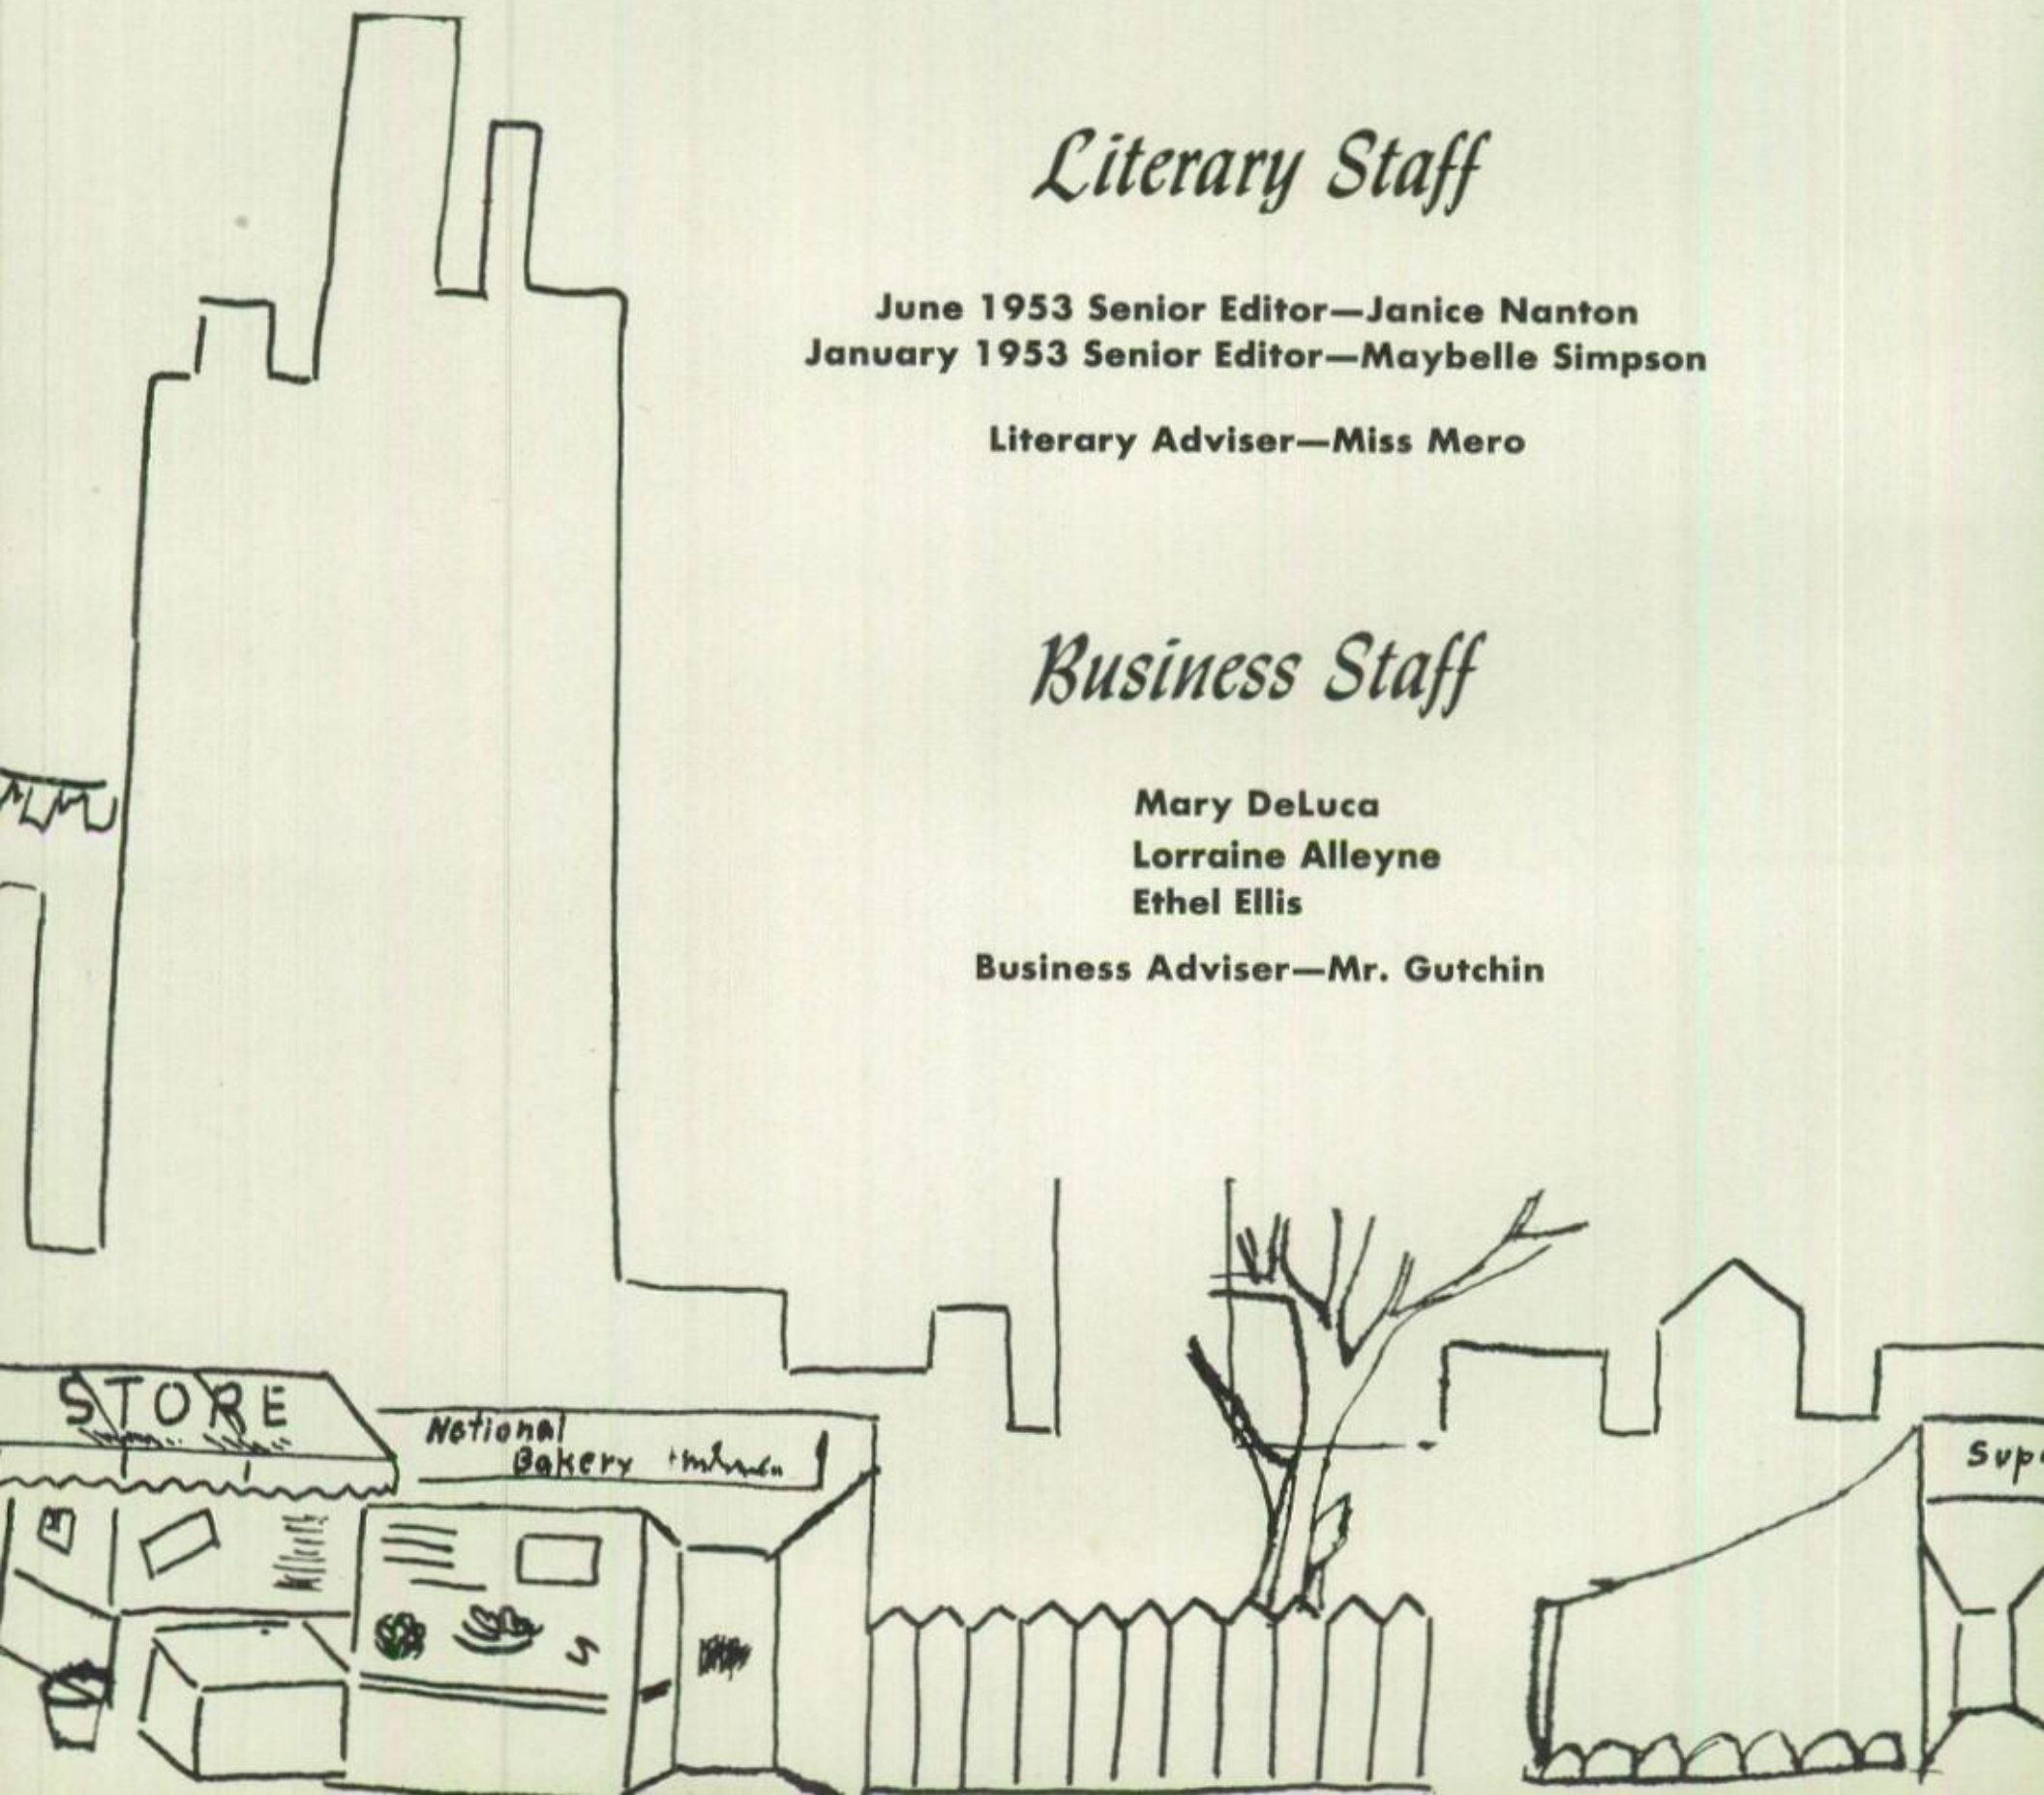 Literary Staff
June 1953 Senior Editor—Janice Nanton
January 1953 Senior Editor—Maybelle Simpson
Literary Adviser—Miss Mero
Business Staff
Mary DeLuca
Lorraine Alleyne
Ethel Ellis
Business Adviser—Mr. Gutchin
STORE
National
Bakery
Sup